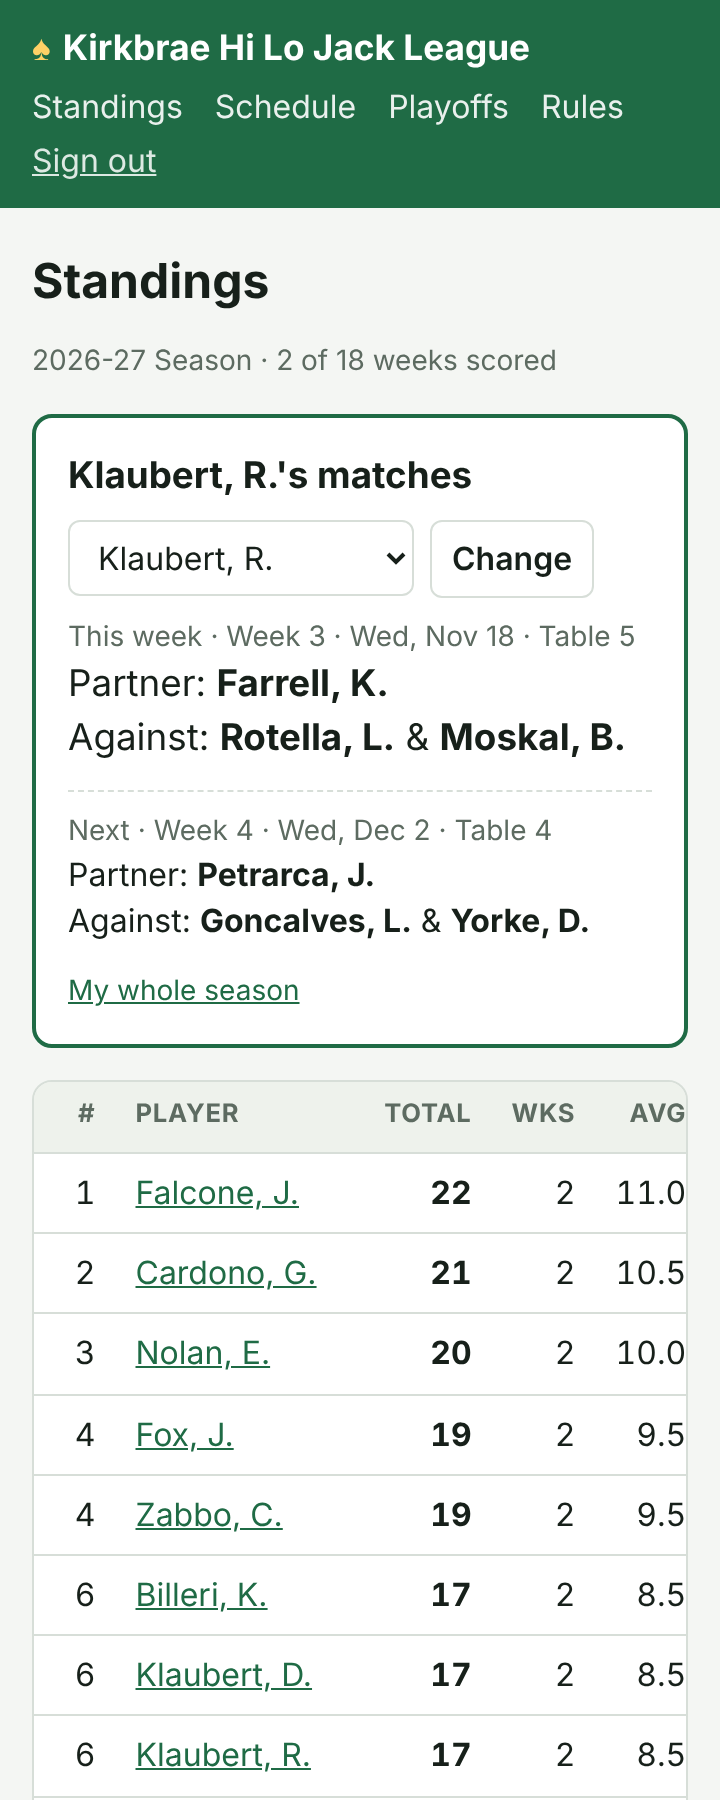 ♠ Kirkbrae Hi Lo Jack League
Standings Schedule Playoffs Rules
Sign out
Standings
2026-27 Season · 2 of 18 weeks scored
Klaubert, R.'s matches
Klaubert, R. Change
This week · Week 3 · Wed, Nov 18 · Table 5
Partner: Farrell, K.
Against: Rotella, L. & Moskal, B.
Next · Week 4 · Wed, Dec 2 · Table 4
Partner: Petrarca, J.
Against: Goncalves, L. & Yorke, D.
My whole season
# PLAYER TOTAL WKS AVG
1 Falcone, J. 22 2 11.0
2 Cardono, G. 21 2 10.5
3 Nolan, E. 20 2 10.0
4 Fox, J. 19 2 9.5
4 Zabbo, C. 19 2 9.5
6 Billeri, K. 17 2 8.5
6 Klaubert, D. 17 2 8.5
6 Klaubert, R. 17 2 8.5